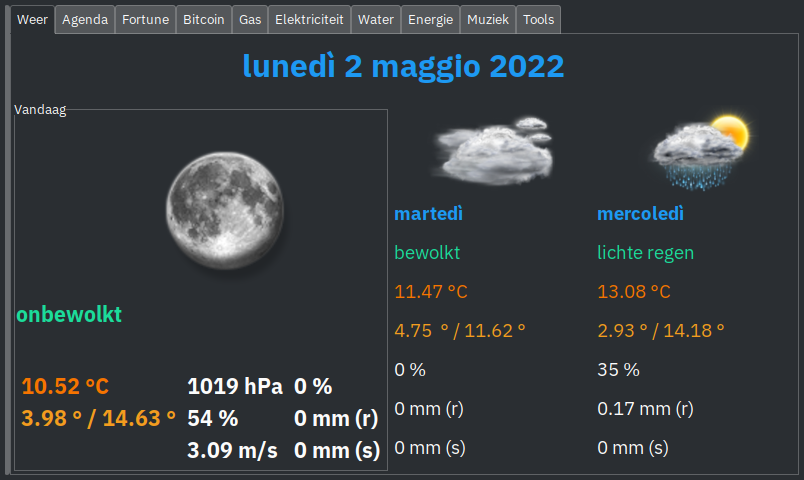 Weer Agenda Fortune Bitcoin Gas Elektriciteit Water Energie Muziek Tools
lunedì 2 maggio 2022
Vandaag
onbewolkt
10.52 °C 1019 hPa 0 %
3.98 ° / 14.63 ° 54 % 0 mm (r)
3.09 m/s 0 mm (s)
martedì
bewolkt
11.47 °C
4.75 ° / 11.62 °
0 %
0 mm (r)
0 mm (s)
mercoledì
lichte regen
13.08 °C
2.93 ° / 14.18 °
35 %
0.17 mm (r)
0 mm (s)